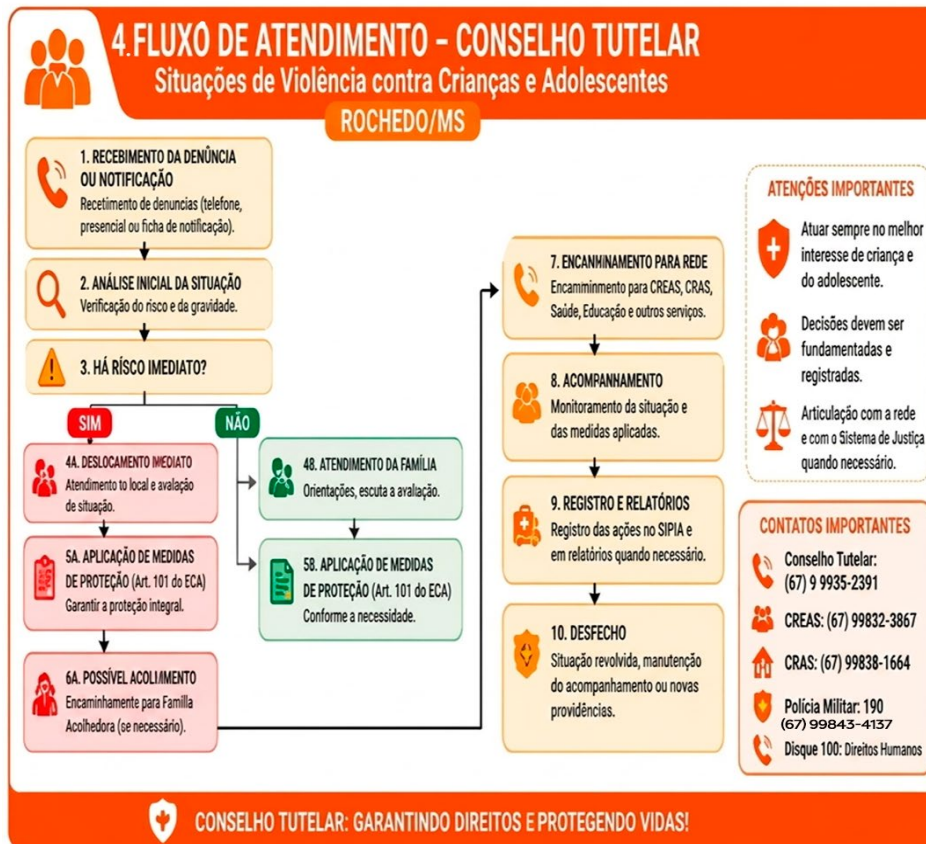 4.FLUXO DE ATENDIMENTO – CONSELHO TUTELAR
Situações de Violência contra Crianças e Adolescentes
ROCHEDO/MS
1. RECEBIMENTO DA DENÚNCIA
OU NOTIFICAÇÃO
Recetimento de denuncias (telefone,
presencial ou ficha de notificação).
2. ANÁLISE INICIAL DA SITUAÇÃO
Verificação do risco e da gravidade.
3. HÁ RÍSCO IMEDIATO?
SIM
NÃO
4A. DESLOCAMENTO IMEDIATO
Atendimento to local e avalação
de situação.
5A. APLICAÇÃO DE MEDIDAS
DE PROTEÇÃO (Art. 101 do ECA)
Garantir a proteção integral.
6A. POSSÍVEL ACOLIMENTO
Encaminhamente para Família
Acolhedora (se necessário).
48. ATENDIMENTO DA FAMÍLIA
Orientações, escuta a avaliação.
5B. APLICAÇÃO DE MEDIDAS
DE PROTEÇÃO (Art. 101 do ECA)
Conforme a necessidade.
7. ENCANHINAMENTO PARA REDE
Encamminmento para CREAS, CRAS,
Saúde, Educação e outros serviços.
8. ACOMPANHAMENTO
Monitoramento da situação e
das medidas aplicadas.
9. REGISTRO E RELATÓRIOS
Registro das ações no SIPIA e
em relatórios quando necessário.
10. DESFECHO
Situação revolvida, manutenção
do acompanhamento ou novas
providências.
ATENÇÕES IMPORTANTES
Atuar sempre no melhor
interesse de criança e
do adolescente.
Decisões devem ser
fundamentadas e
registradas.
Articulação com a rede
e com o Sistema de Justiça
quando necessário.
CONTATOS IMPORTANTES
Conselho Tutelar:
(67) 9 9935-2391
CREAS: (67) 99832-3867
CRAS: (67) 99838-1664
Polícia Militar: 190
(67) 99843-4137
Disque 100: Direitos Humanos
CONSELHO TUTELAR: GARANTINDO DIREITOS E PROTEGENDO VIDAS!